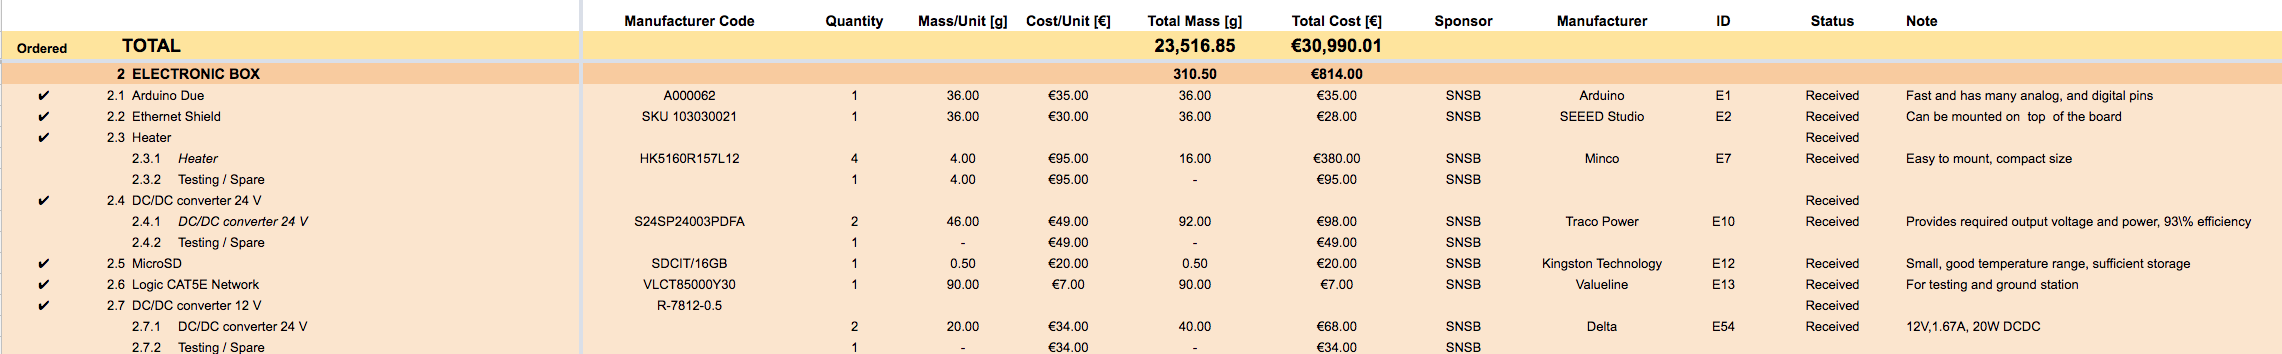 Manufacturer Code Quantity Mass/Unit [g] Cost/Unit [€] Total Mass [g] Total Cost [€] Sponsor Manufacturer ID Status Note
Ordered TOTAL 23,516.85 €30,990.01
2 ELECTRONIC BOX 310.50 €814.00
✔ 2.1 Arduino Due A000062 1 36.00 €35.00 36.00 €35.00 SNSB Arduino E1 Received Fast and has many analog, and digital pins
✔ 2.2 Ethernet Shield SKU 103030021 1 36.00 €30.00 36.00 €28.00 SNSB SEEED Studio E2 Received Can be mounted on top of the board
✔ 2.3 Heater Received
2.3.1 Heater HK5160R157L12 4 4.00 €95.00 16.00 €380.00 SNSB Minco E7 Received Easy to mount, compact size
2.3.2 Testing / Spare 1 4.00 €95.00 - €95.00 SNSB
✔ 2.4 DC/DC converter 24 V Received
2.4.1 DC/DC converter 24 V S24SP24003PDFA 2 46.00 €49.00 92.00 €98.00 SNSB Traco Power E10 Received Provides required output voltage and power, 93\% efficiency
2.4.2 Testing / Spare 1 - €49.00 - €49.00 SNSB
✔ 2.5 MicroSD SDCIT/16GB 1 0.50 €20.00 0.50 €20.00 SNSB Kingston Technology E12 Received Small, good temperature range, sufficient storage
✔ 2.6 Logic CAT5E Network VLCT85000Y30 1 90.00 €7.00 90.00 €7.00 SNSB Valueline E13 Received For testing and ground station
✔ 2.7 DC/DC converter 12 V R-7812-0.5 Received
2.7.1 DC/DC converter 24 V 2 20.00 €34.00 40.00 €68.00 SNSB Delta E54 Received 12V,1.67A, 20W DCDC
2.7.2 Testing / Spare 1 - €34.00 - €34.00 SNSB